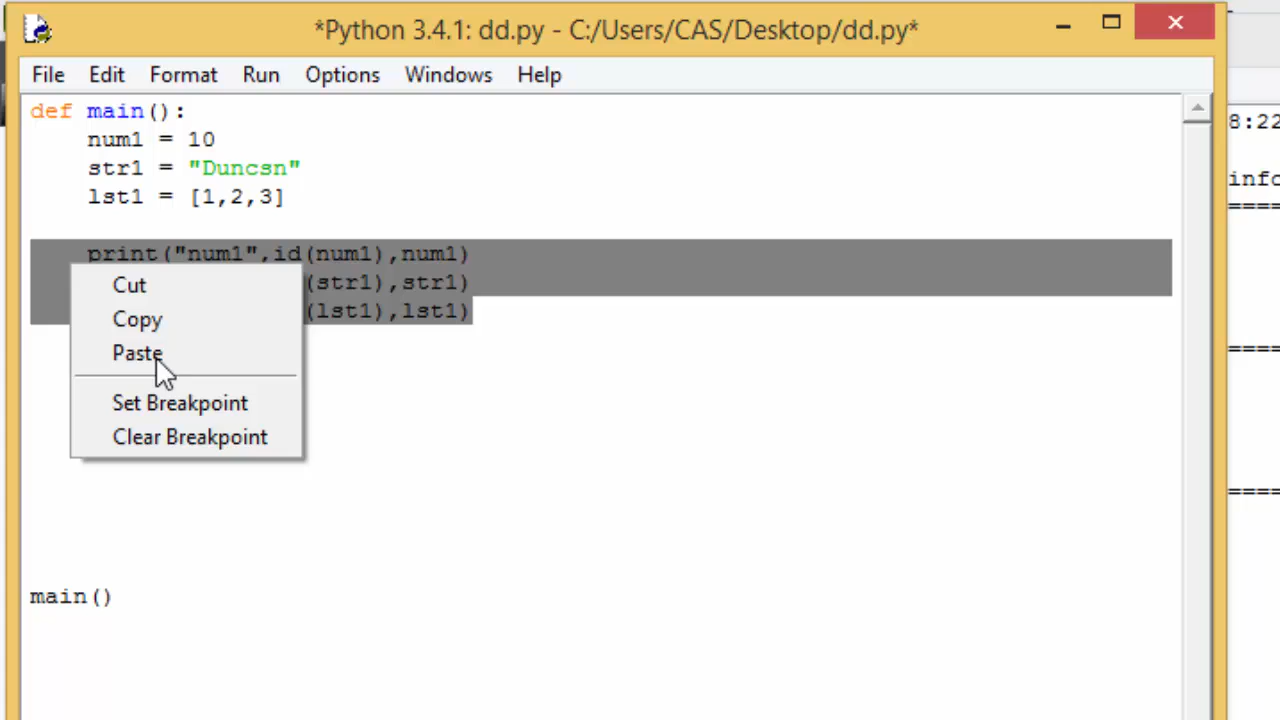 *Python 3.4.1: dd.py - C:/Users/CAS/Desktop/dd.py*
File Edit Format Run Options Windows Help
def main():
num1 = 10
str1 = "Duncsn"
lst1 = [1,2,3]
print("num1",id(num1),num1)
(str1),str1)
(lst1),lst1)
Cut
Copy
Paste
Set Breakpoint
Clear Breakpoint
main()
8:22
info
====
====
====